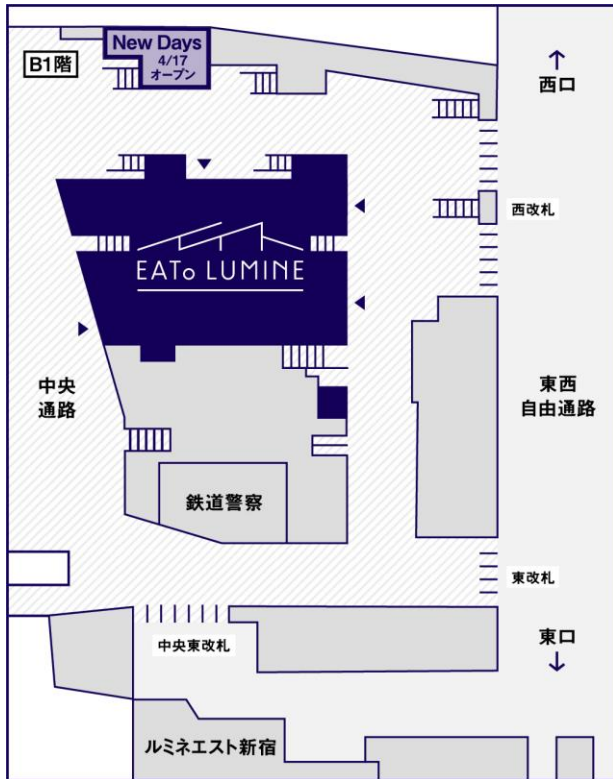 New Days
4/17
オープン
B1階
↑
西口
西改札
EATo LUMINE
中央
通路
東西
自由通路
鉄道警察
東改札
中央東改札
東口
↓
ルミネエスト新宿